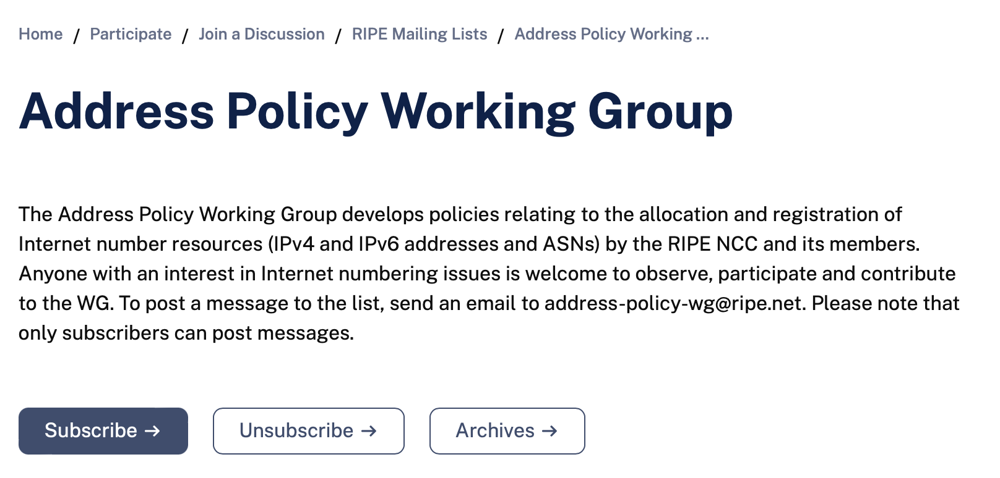 Home / Participate / Join a Discussion / RIPE Mailing Lists / Address Policy Working ...
Address Policy Working Group
The Address Policy Working Group develops policies relating to the allocation and registration of
Internet number resources (IPv4 and IPv6 addresses and ASNs) by the RIPE NCC and its members.
Anyone with an interest in Internet numbering issues is welcome to observe, participate and contribute
to the WG. To post a message to the list, send an email to address-policy-wg@ripe.net. Please note that
only subscribers can post messages.
Subscribe → Unsubscribe → Archives →